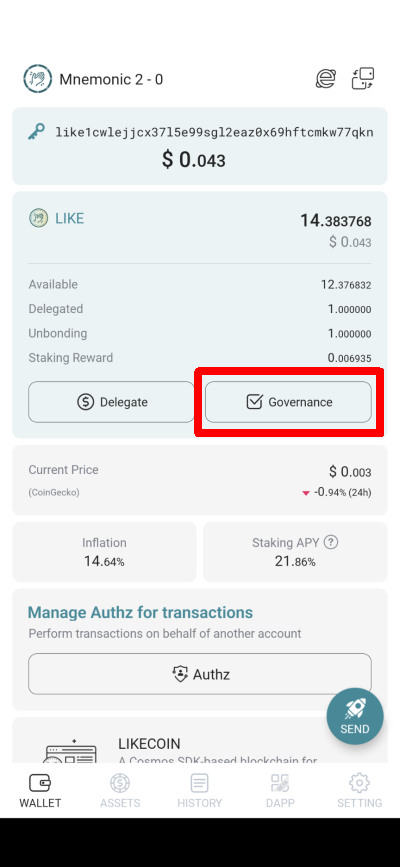 Mnemonic 2 - 0
like1cwlejjcx37l5e99sgl2eaz0x69hftcmkw77qkn
$ 0.043
LIKE 14.383768
$ 0.043
Available 12.376832
Delegated 1.000000
Unbonding 1.000000
Staking Reward 0.006935
Delegate Governance
Current Price $ 0.003
(CoinGecko) -0.94% (24h)
Inflation Staking APY ?
14.64% 21.86%
Manage Authz for transactions
Perform transactions on behalf of another account
Authz
SEND
LIKECOIN
A Cosmos SDK-based blockchain for
WALLET ASSETS HISTORY DAPP SETTING